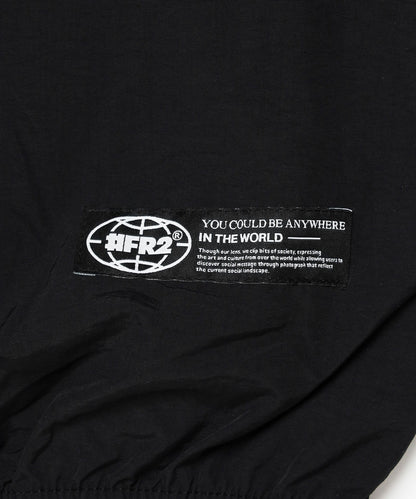 #FR2®
YOU COULD BE ANYWHERE
IN THE WORLD
Though our lens, we clip bits of society, expressing
the art and culture from over the world while allowing users to
discover social message through photograph that reflect
the current social landscape.